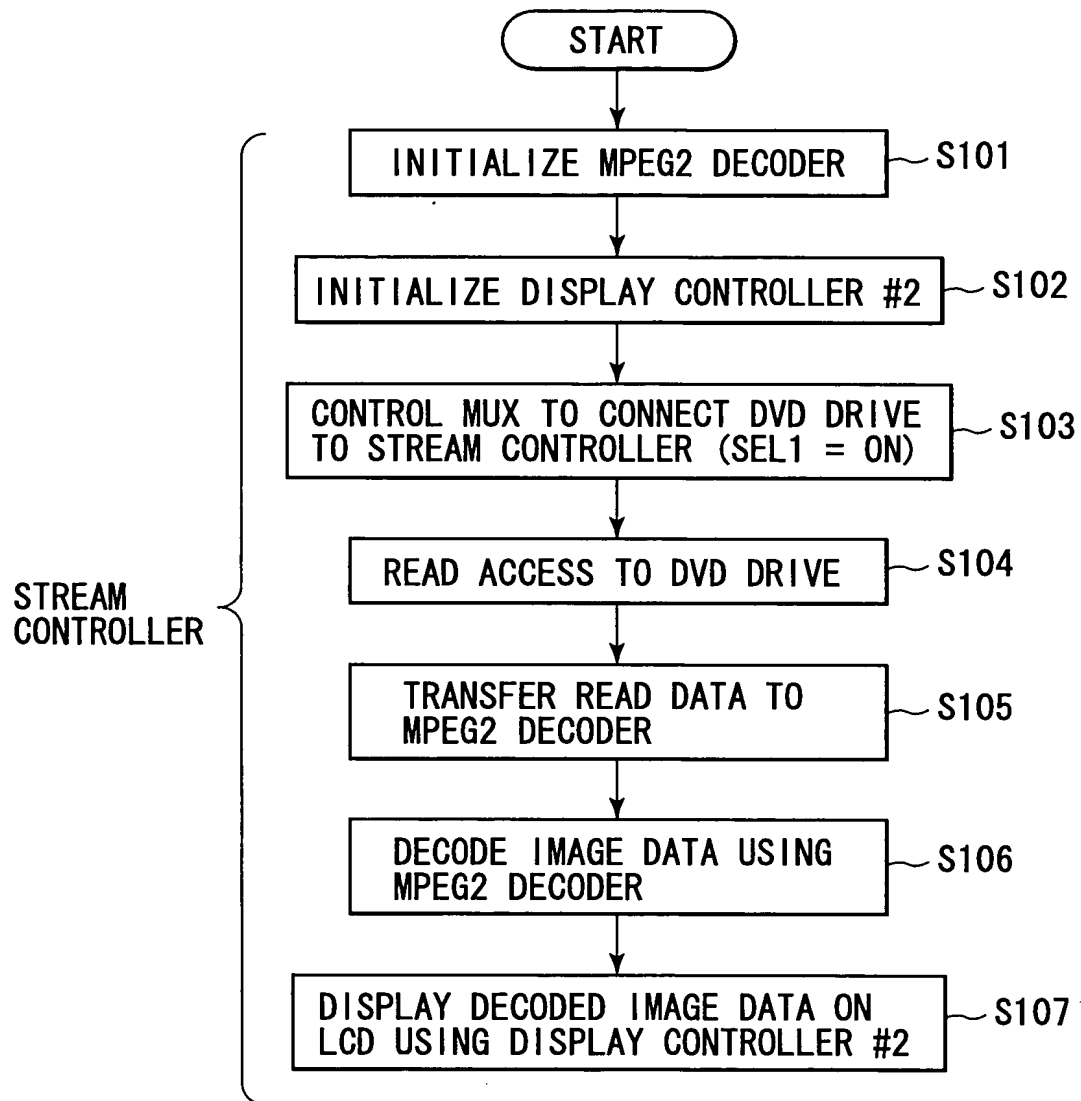 START
INITIALIZE MPEG2 DECODER
S101
INITIALIZE DISPLAY CONTROLLER #2
S102
CONTROL MUX TO CONNECT DVD DRIVE
TO STREAM CONTROLLER (SEL1 = ON)
S103
READ ACCESS TO DVD DRIVE
S104
STREAM
CONTROLLER
TRANSFER READ DATA TO
MPEG2 DECODER
S105
DECODE IMAGE DATA USING
MPEG2 DECODER
S106
DISPLAY DECODED IMAGE DATA ON
LCD USING DISPLAY CONTROLLER #2
S107